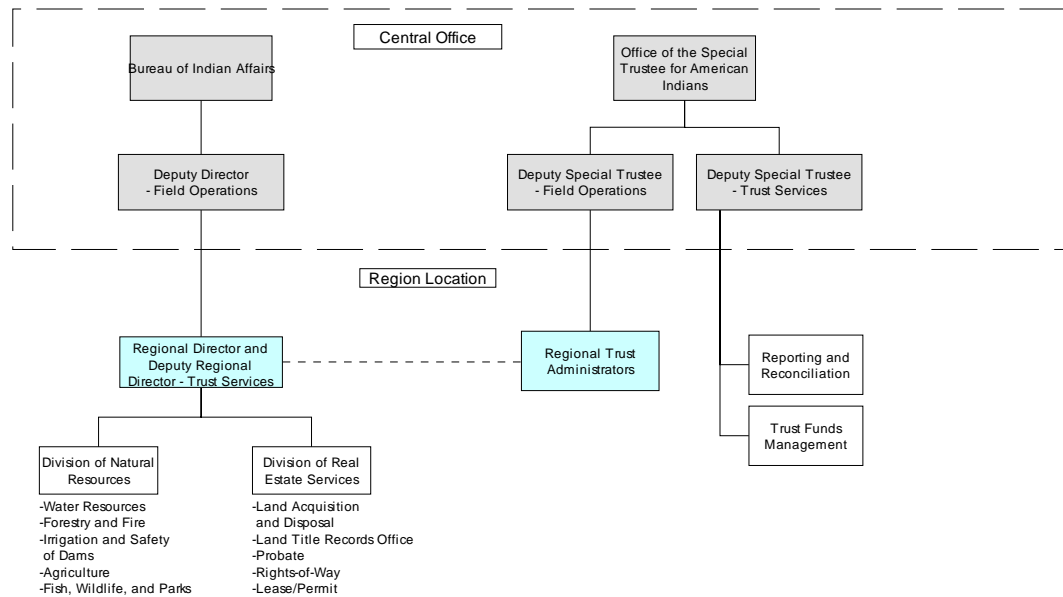 Central Office
Bureau of Indian Affairs
Office of the Special
Trustee for American
Indians
Deputy Director
- Field Operations
Deputy Special Trustee
- Field Operations
Deputy Special Trustee
- Trust Services
Region Location
Regional Director and
Deputy Regional
Director - Trust Services
Regional Trust
Administrators
Reporting and
Reconciliation
Trust Funds
Management
Division of Natural
Resources
-Water Resources
-Forestry and Fire
-Irrigation and Safety
of Dams
-Agriculture
-Fish, Wildlife, and Parks
Division of Real
Estate Services
-Land Acquisition
and Disposal
-Land Title Records Office
-Probate
-Rights-of-Way
-Lease/Permit